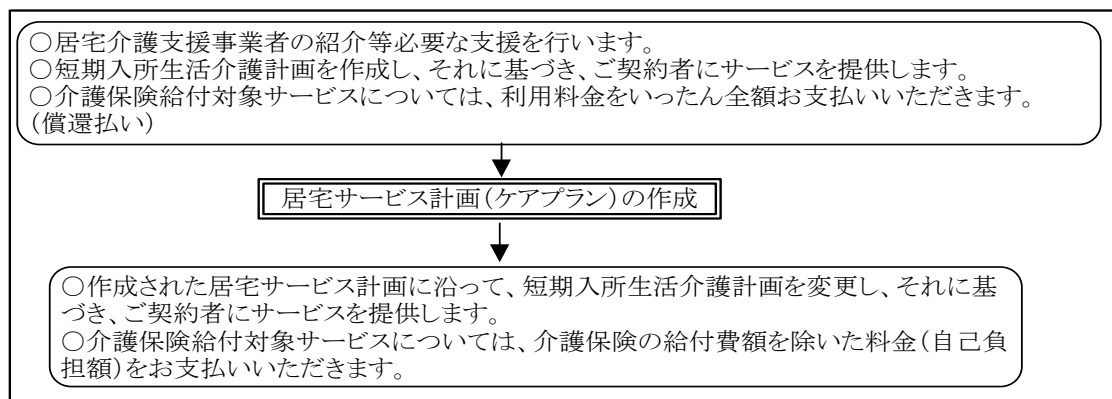 ○居宅介護支援事業者の紹介等必要な支援を行います。
○短期入所生活介護計画を作成し、それに基づき、ご契約者にサービスを提供します。
○介護保険給付対象サービスについては、利用料金をいったん全額お支払いいただきます。
(償還払い)
居宅サービス計画(ケアプラン)の作成
○作成された居宅サービス計画に沿って、短期入所生活介護計画を変更し、それに基
づき、ご契約者にサービスを提供します。
○介護保険給付対象サービスについては、介護保険の給付費額を除いた料金(自己負
担額)をお支払いいただきます。